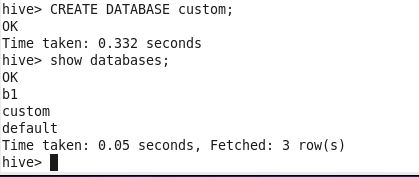 hive> CREATE DATABASE custom;
OK
Time taken: 0.332 seconds
hive> show databases;
OK
b1
custom
default
Time taken: 0.05 seconds, Fetched: 3 row(s)
hive>